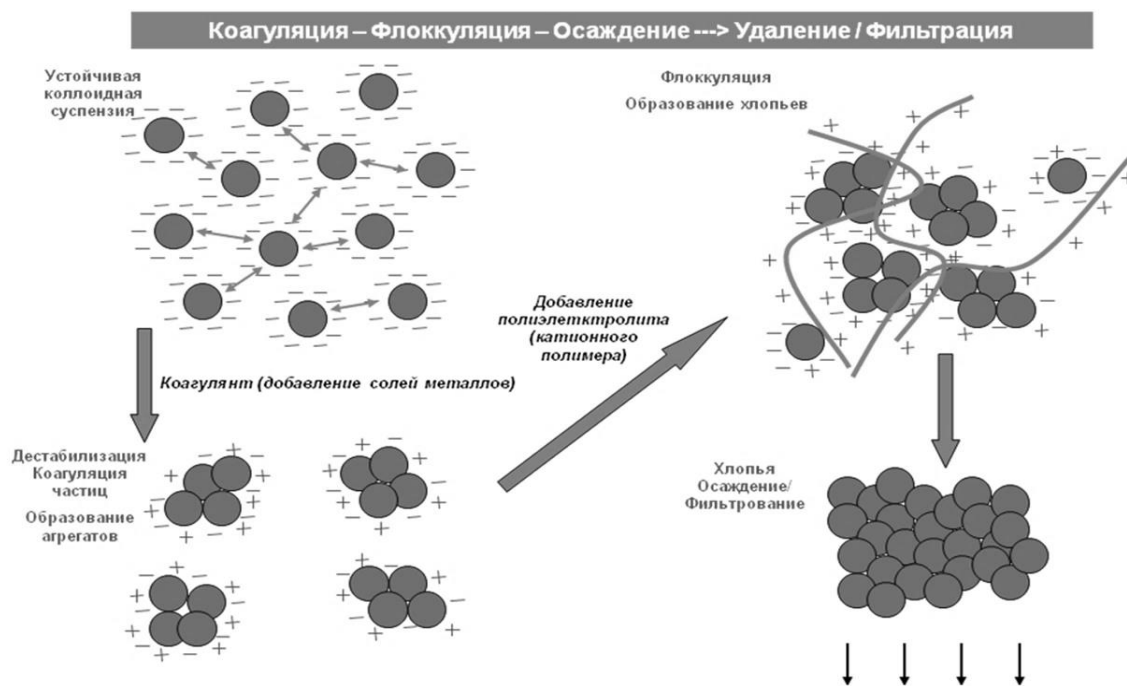 Коагуляция – Флоккуляция – Осаждение ---> Удаление / Фильтрация
Устойчивая
коллоидная
суспензия
Коагулянт (добавление солей металлов)
Дестабилизация
Коагуляция
частиц
Образование
агрегатов
Добавление
полиэлетктролита
(катионного
полимера)
Флоккуляция
Образование хлопьев
Хлопья
Осаждение/
Фильтрование